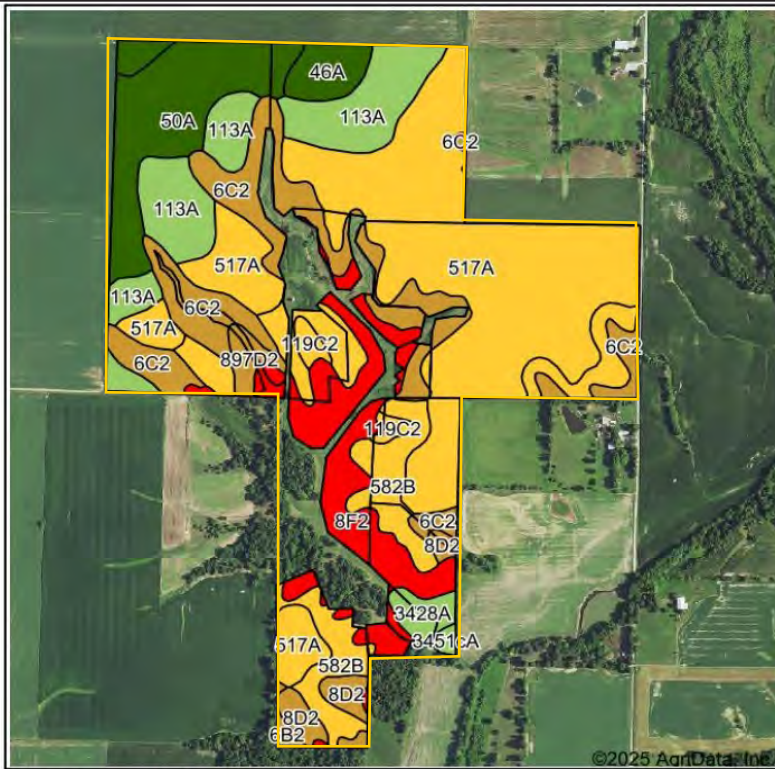 46A
50A
113A
113A
6C2
6C2
113A
517A
517A
113A
6C2
517A
119C2
6C2
6C2
897D2
119C2
582B
8F2
6C2
8D2
3428A
3451cA
517A
582B
8D2
8D2
6B2
©2025 AgriData, Inc.